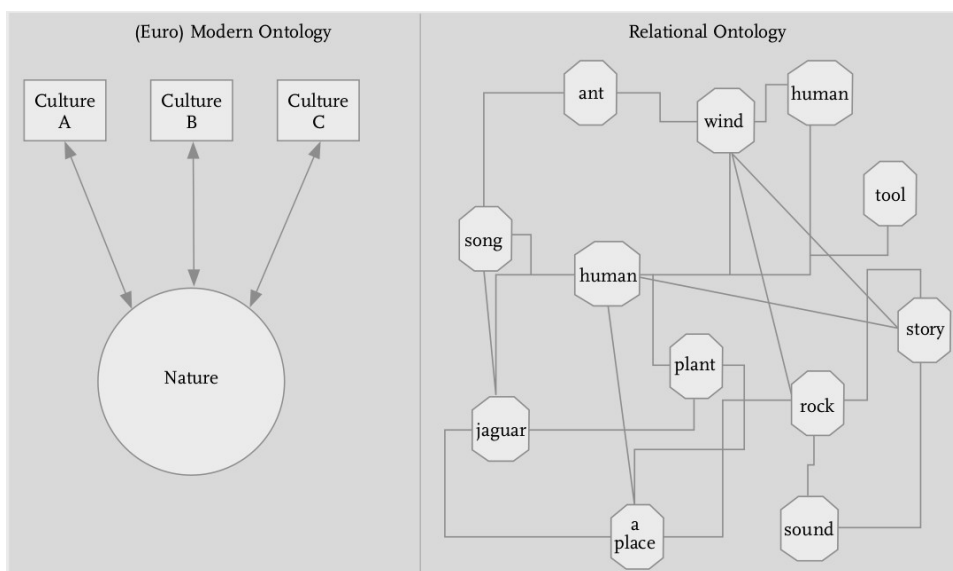 (Euro) Modern Ontology
Culture
A
Culture
B
Culture
C
Nature
Relational Ontology
ant
wind
human
tool
song
human
story
plant
rock
jaguar
a
place
sound